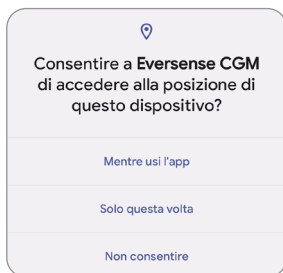 Consentire a Eversense CGM
di accedere alla posizione di
questo dispositivo?
Mentre usi l'app
Solo questa volta
Non consentire